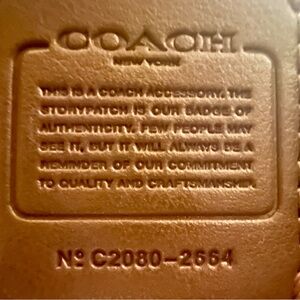 COACH
NEW YORK
THIS IS A COACH ACCESSORY. THE
STORYPATCH IS OUR BADGE OF
AUTHENTICITY. FEW PEOPLE MAY
SEE IT, BUT IT WILL ALWAYS BE A
REMINDER OF OUR COMMITMENT
TO QUALITY AND CRAFTSMANSHIP.
Nº C2080-2664